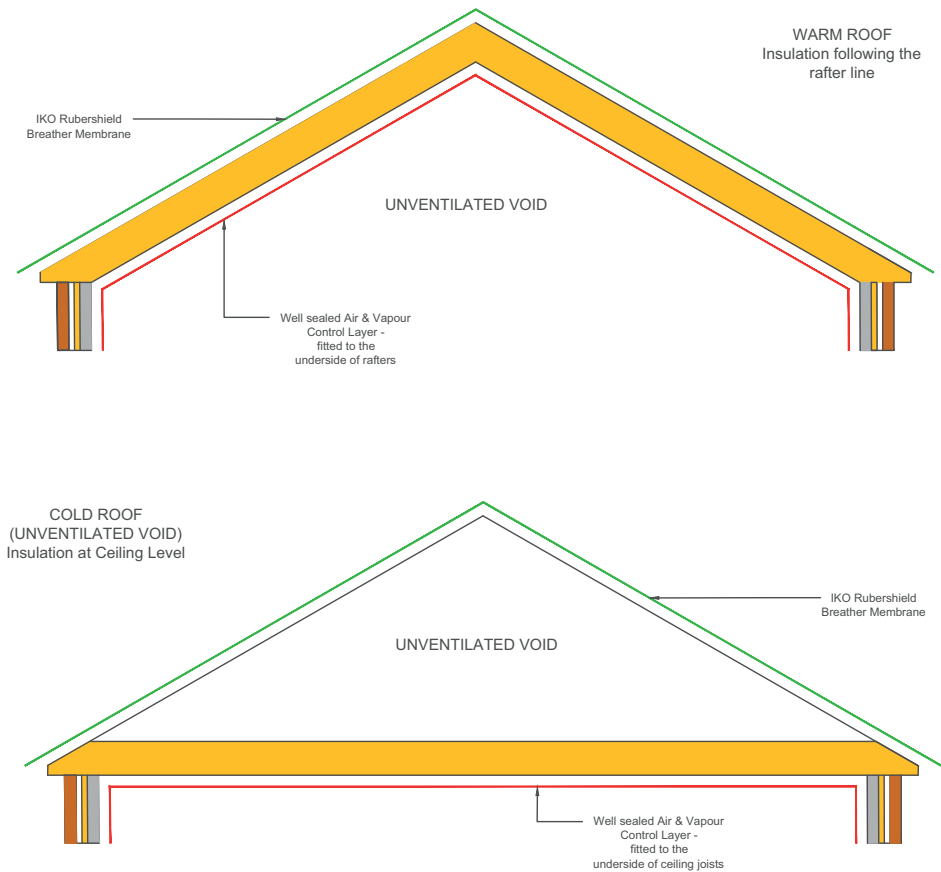 WARM ROOF
Insulation following the
rafter line
IKO Rubershield
Breather Membrane
UNVENTILATED VOID
Well sealed Air & Vapour
Control Layer -
fitted to the
underside of rafters
COLD ROOF
(UNVENTILATED VOID)
Insulation at Ceiling Level
IKO Rubershield
Breather Membrane
UNVENTILATED VOID
Well sealed Air & Vapour
Control Layer -
fitted to the
underside of ceiling joists